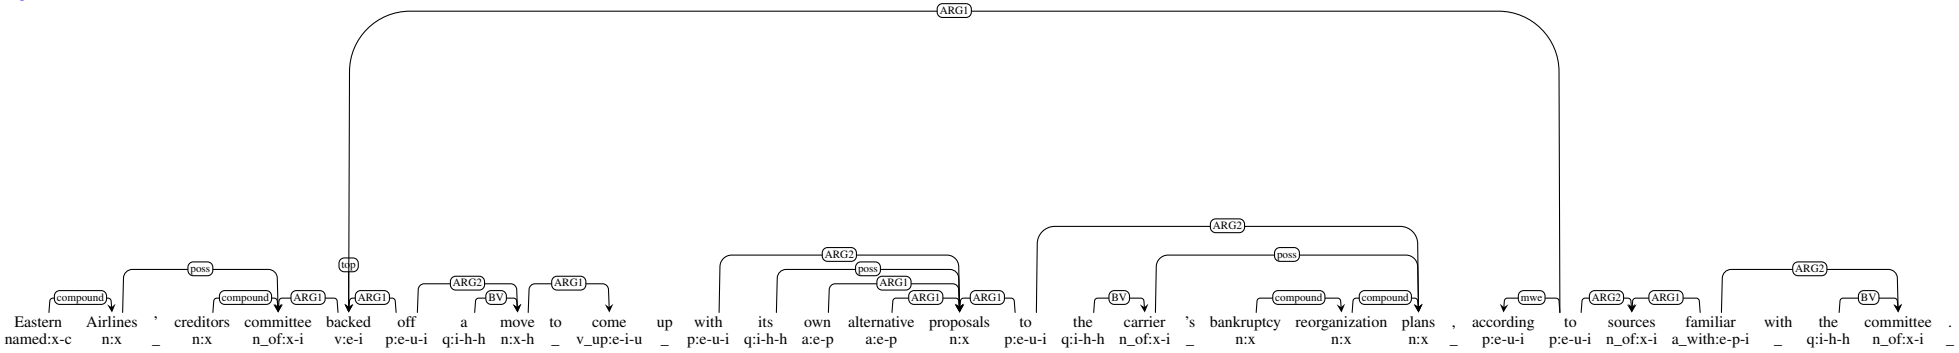 ARG1
ARG2
top
ARG2 poss
poss ARG2 poss ARG2
ARG2 ARG1 ARG1
compound compound ARG1 ARG1 BV ARG1 ARG1 BV compound compound mwe ARG2 ARG1 BV
Eastern Airlines ’ creditors committee backed off a move to come up with its own alternative proposals to the carrier 's bankruptcy reorganization plans , according to sources familiar with the committee .
named:x-c n:x _ n:x n_of:x-i v:e-i p:e-u-i q:i-h-h n:x-h _ v_up:e-i-u _ p:e-u-i q:i-h-h a:e-p a:e-p n:x p:e-u-i q:i-h-h n_of:x-i _ n:x n:x n:x _ p:e-u-i p:e-u-i n_of:x-i a_with:e-p-i _ q:i-h-h n_of:x-i _